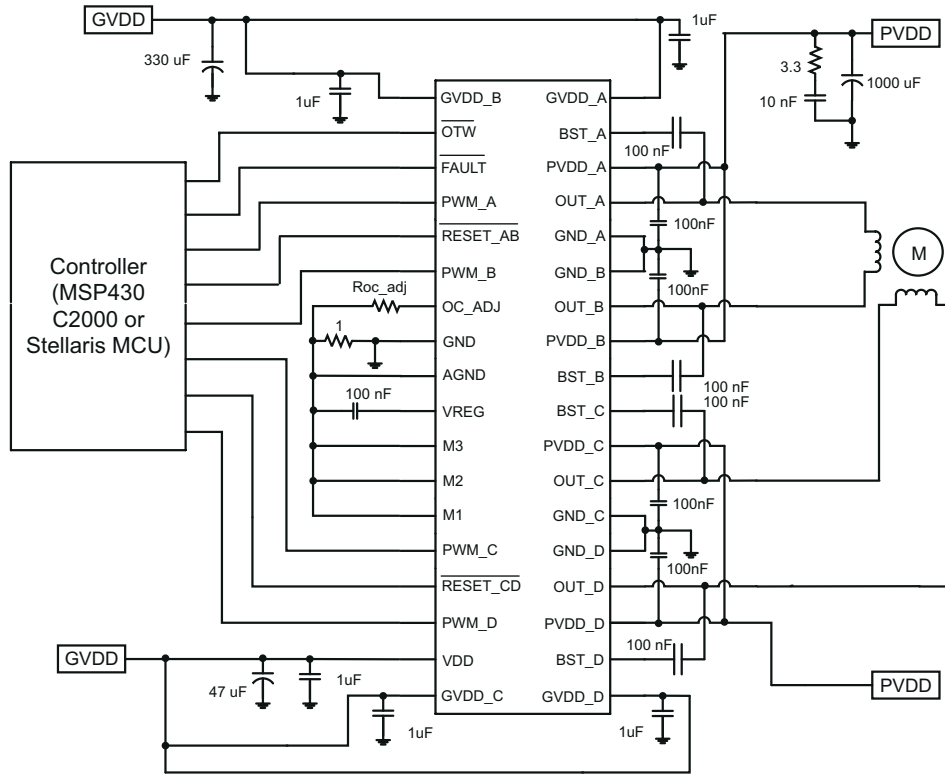 GVDD
330 uF
1uF
1uF
PVDD
3.3
10 nF
1000 uF
Controller
(MSP430
C2000 or
Stellaris MCU)
GVDD_B
OTW
FAULT
PWM_A
RESET_AB
PWM_B
Roc_adj
OC_ADJ
1
GND
AGND
100 nF
VREG
M3
M2
M1
PWM_C
RESET_CD
PWM_D
VDD
GVDD_C
GVDD_A
BST_A
100 nF
PVDD_A
OUT_A
100nF
GND_A
GND_B
100nF
OUT_B
PVDD_B
BST_B
100 nF
100 nF
BST_C
PVDD_C
OUT_C
100nF
GND_C
GND_D
100nF
OUT_D
PVDD_D
100 nF
BST_D
GVDD_D
M
GVDD
47 uF
1uF
1uF
1uF
PVDD